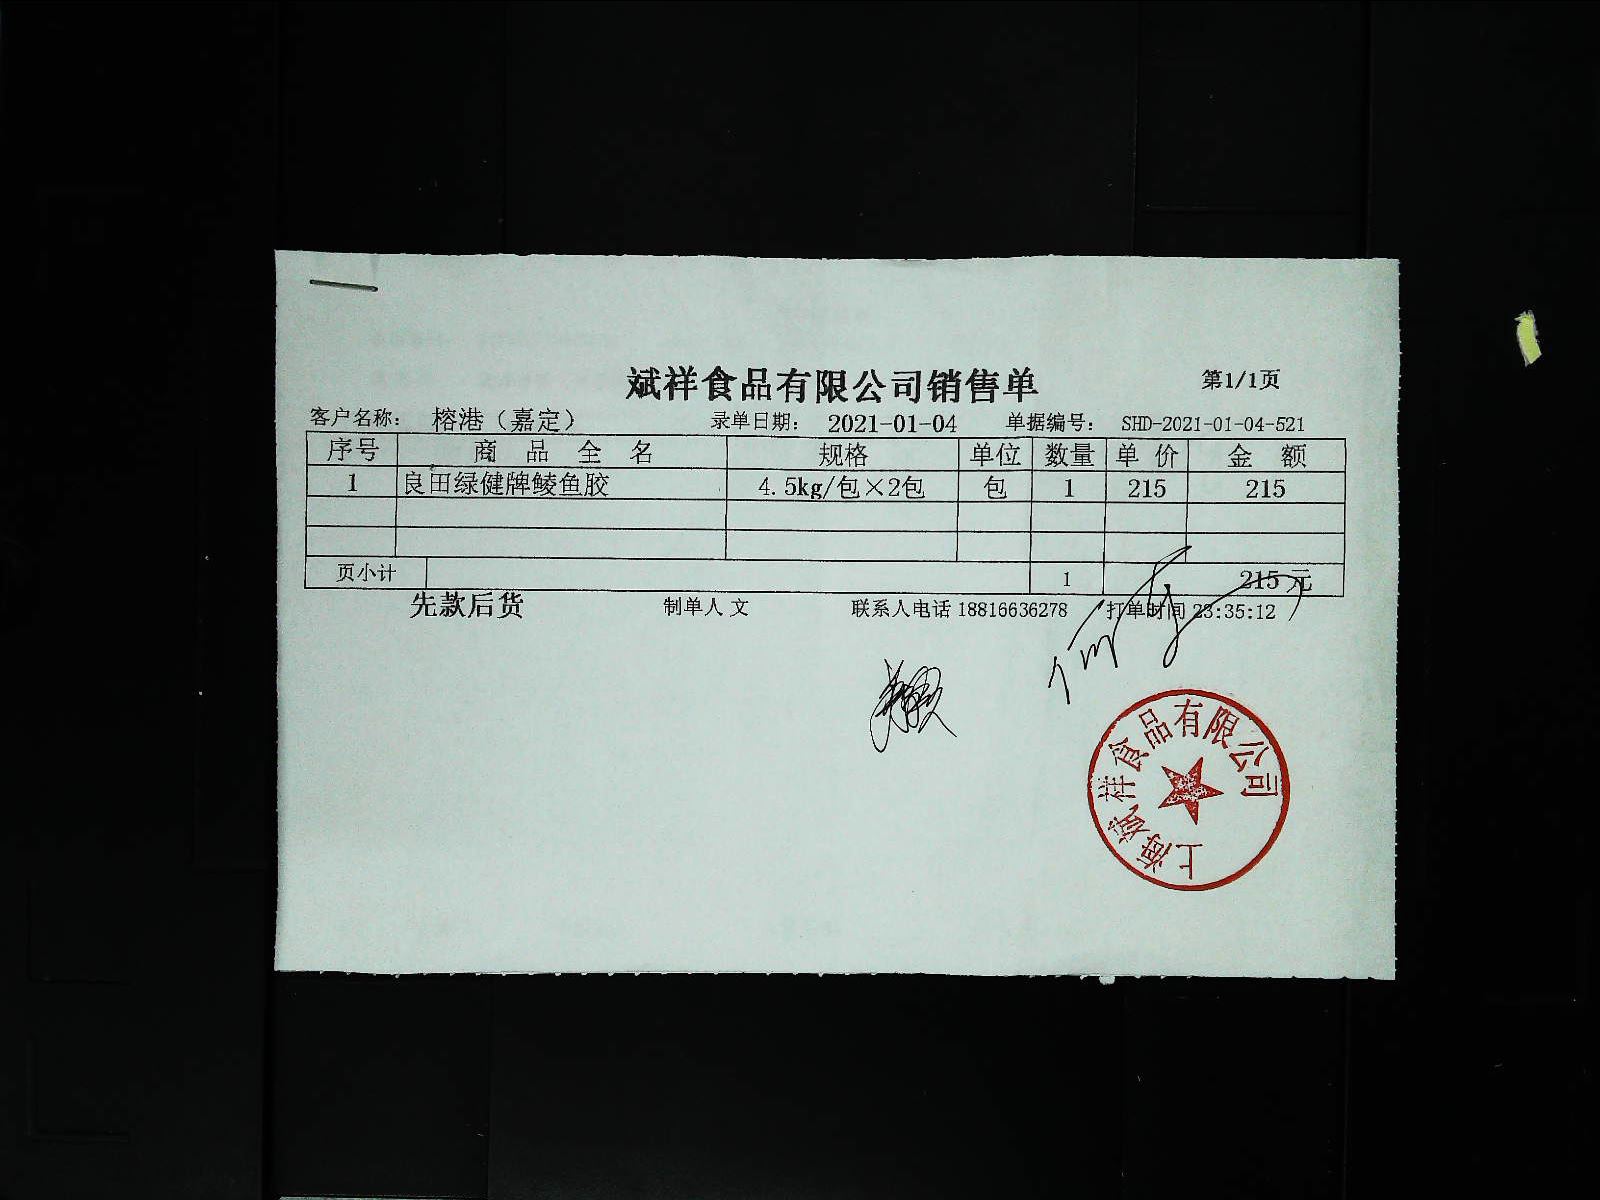 斌祥食品有限公司销售单 第1/1页
客户名称： 榕港（嘉定） 录单日期： 2021-01-04 单据编号： SHD-2021-01-04-521
序号 商品全名 规格 单位 数量 单价 金额
1 良田绿健牌鲮鱼胶 4.5kg/包×2包 包 1 215 215
页小计 1 215元
先款后货 制单人 文 联系人电话 18816636278 打单时间 23:35:12
上海斌祥食品有限公司